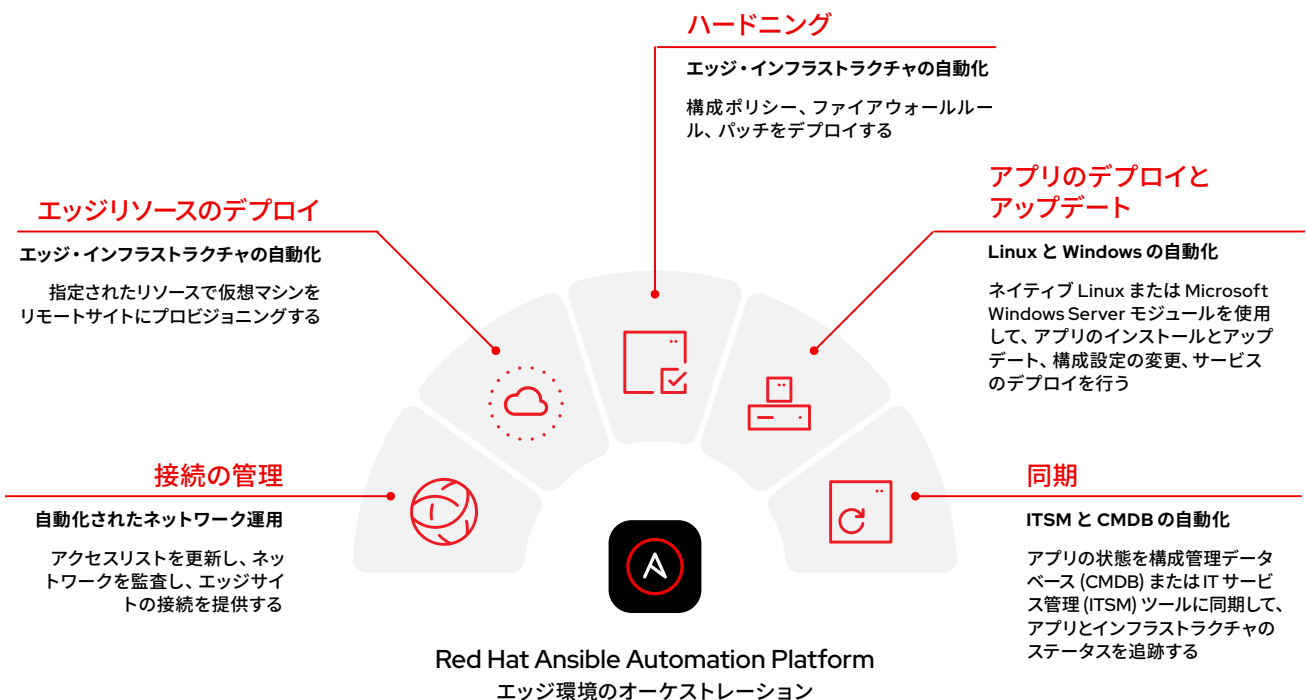 ハードニング
エッジ・インフラストラクチャの自動化
構成ポリシー、ファイアウォールルー
ル、パッチをデプロイする
エッジリソースのデプロイ
エッジ・インフラストラクチャの自動化
指定されたリソースで仮想マシンを
リモートサイトにプロビジョニングする
アプリのデプロイと
アップデート
Linux と Windows の自動化
ネイティブ Linux または Microsoft
Windows Server モジュールを使用
して、アプリのインストールとアップ
デート、構成設定の変更、サービス
のデプロイを行う
接続の管理
自動化されたネットワーク運用
アクセスリストを更新し、ネッ
トワークを監査し、エッジサイ
トの接続を提供する
同期
ITSM と CMDB の自動化
アプリの状態を構成管理データ
ベース (CMDB) または IT サービ
ス管理 (ITSM) ツールに同期して、
アプリとインフラストラクチャの
ステータスを追跡する
Red Hat Ansible Automation Platform
エッジ環境のオーケストレーション